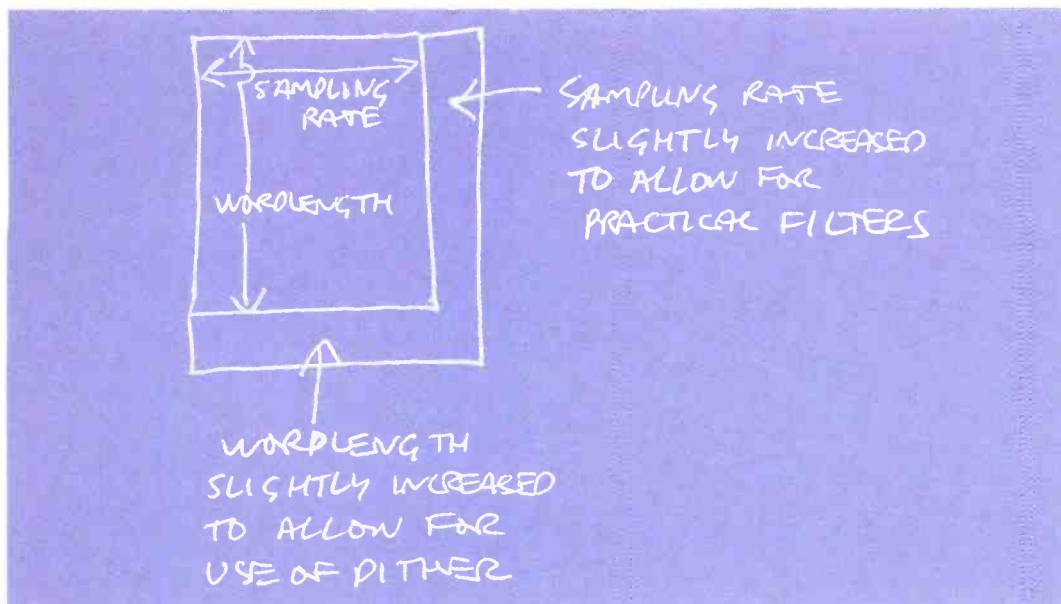 SAMPLING
RATE
WORDLENGTH
SAMPLING RATE
SLIGHTLY INCREASED
TO ALLOW FOR
PRACTICAL FILTERS
WORDLENGTH
SLIGHTLY INCREASED
TO ALLOW FOR
USE OF DITHER